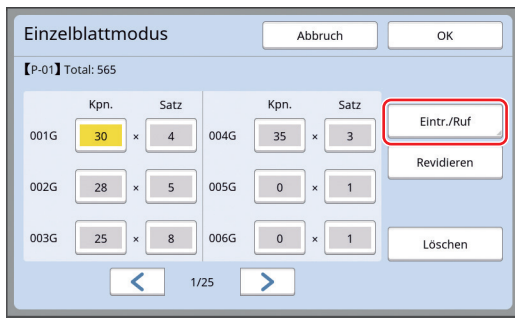 Einzelblattmodus Abbruch OK
【P-01】Total: 565
Kpn. Satz Kpn. Satz
001G 30 × 4 004G 35 × 3
Eintr./Ruf
Revidieren
002G 28 × 5 005G 0 × 1
003G 25 × 8 006G 0 × 1
Löschen
< 1/25 >